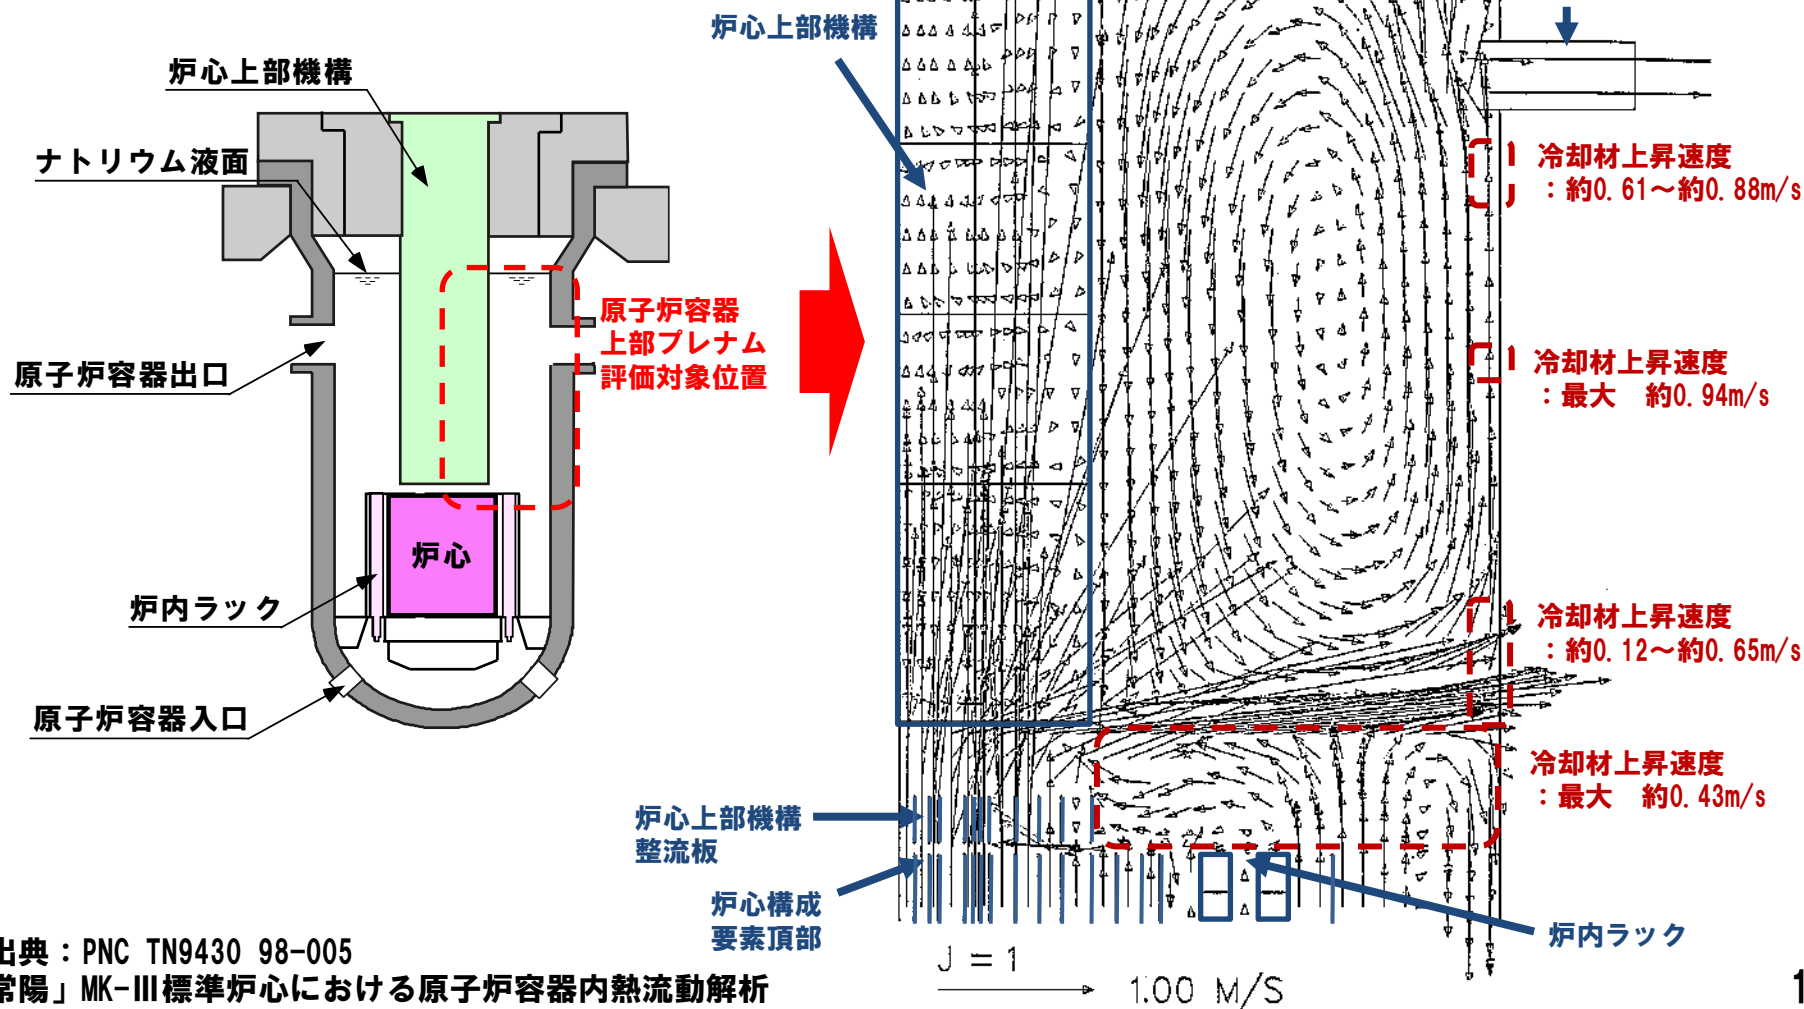 炉心上部機構
ナトリウム液面
原子炉容器出口
炉内ラック
原子炉容器入口
炉心
原子炉容器
上部プレナム
評価対象位置
炉心上部機構
冷却材上昇速度
：約0.61～約0.88m/s
冷却材上昇速度
：最大　約0.94m/s
冷却材上昇速度
：約0.12～約0.65m/s
冷却材上昇速度
：最大　約0.43m/s
炉心上部機構
整流板
炉心構成
要素頂部
炉内ラック
J = 1
1.00 M/S
出典：PNC TN9430 98-005
常陽」MK-Ⅲ標準炉心における原子炉容器内熱流動解析
1